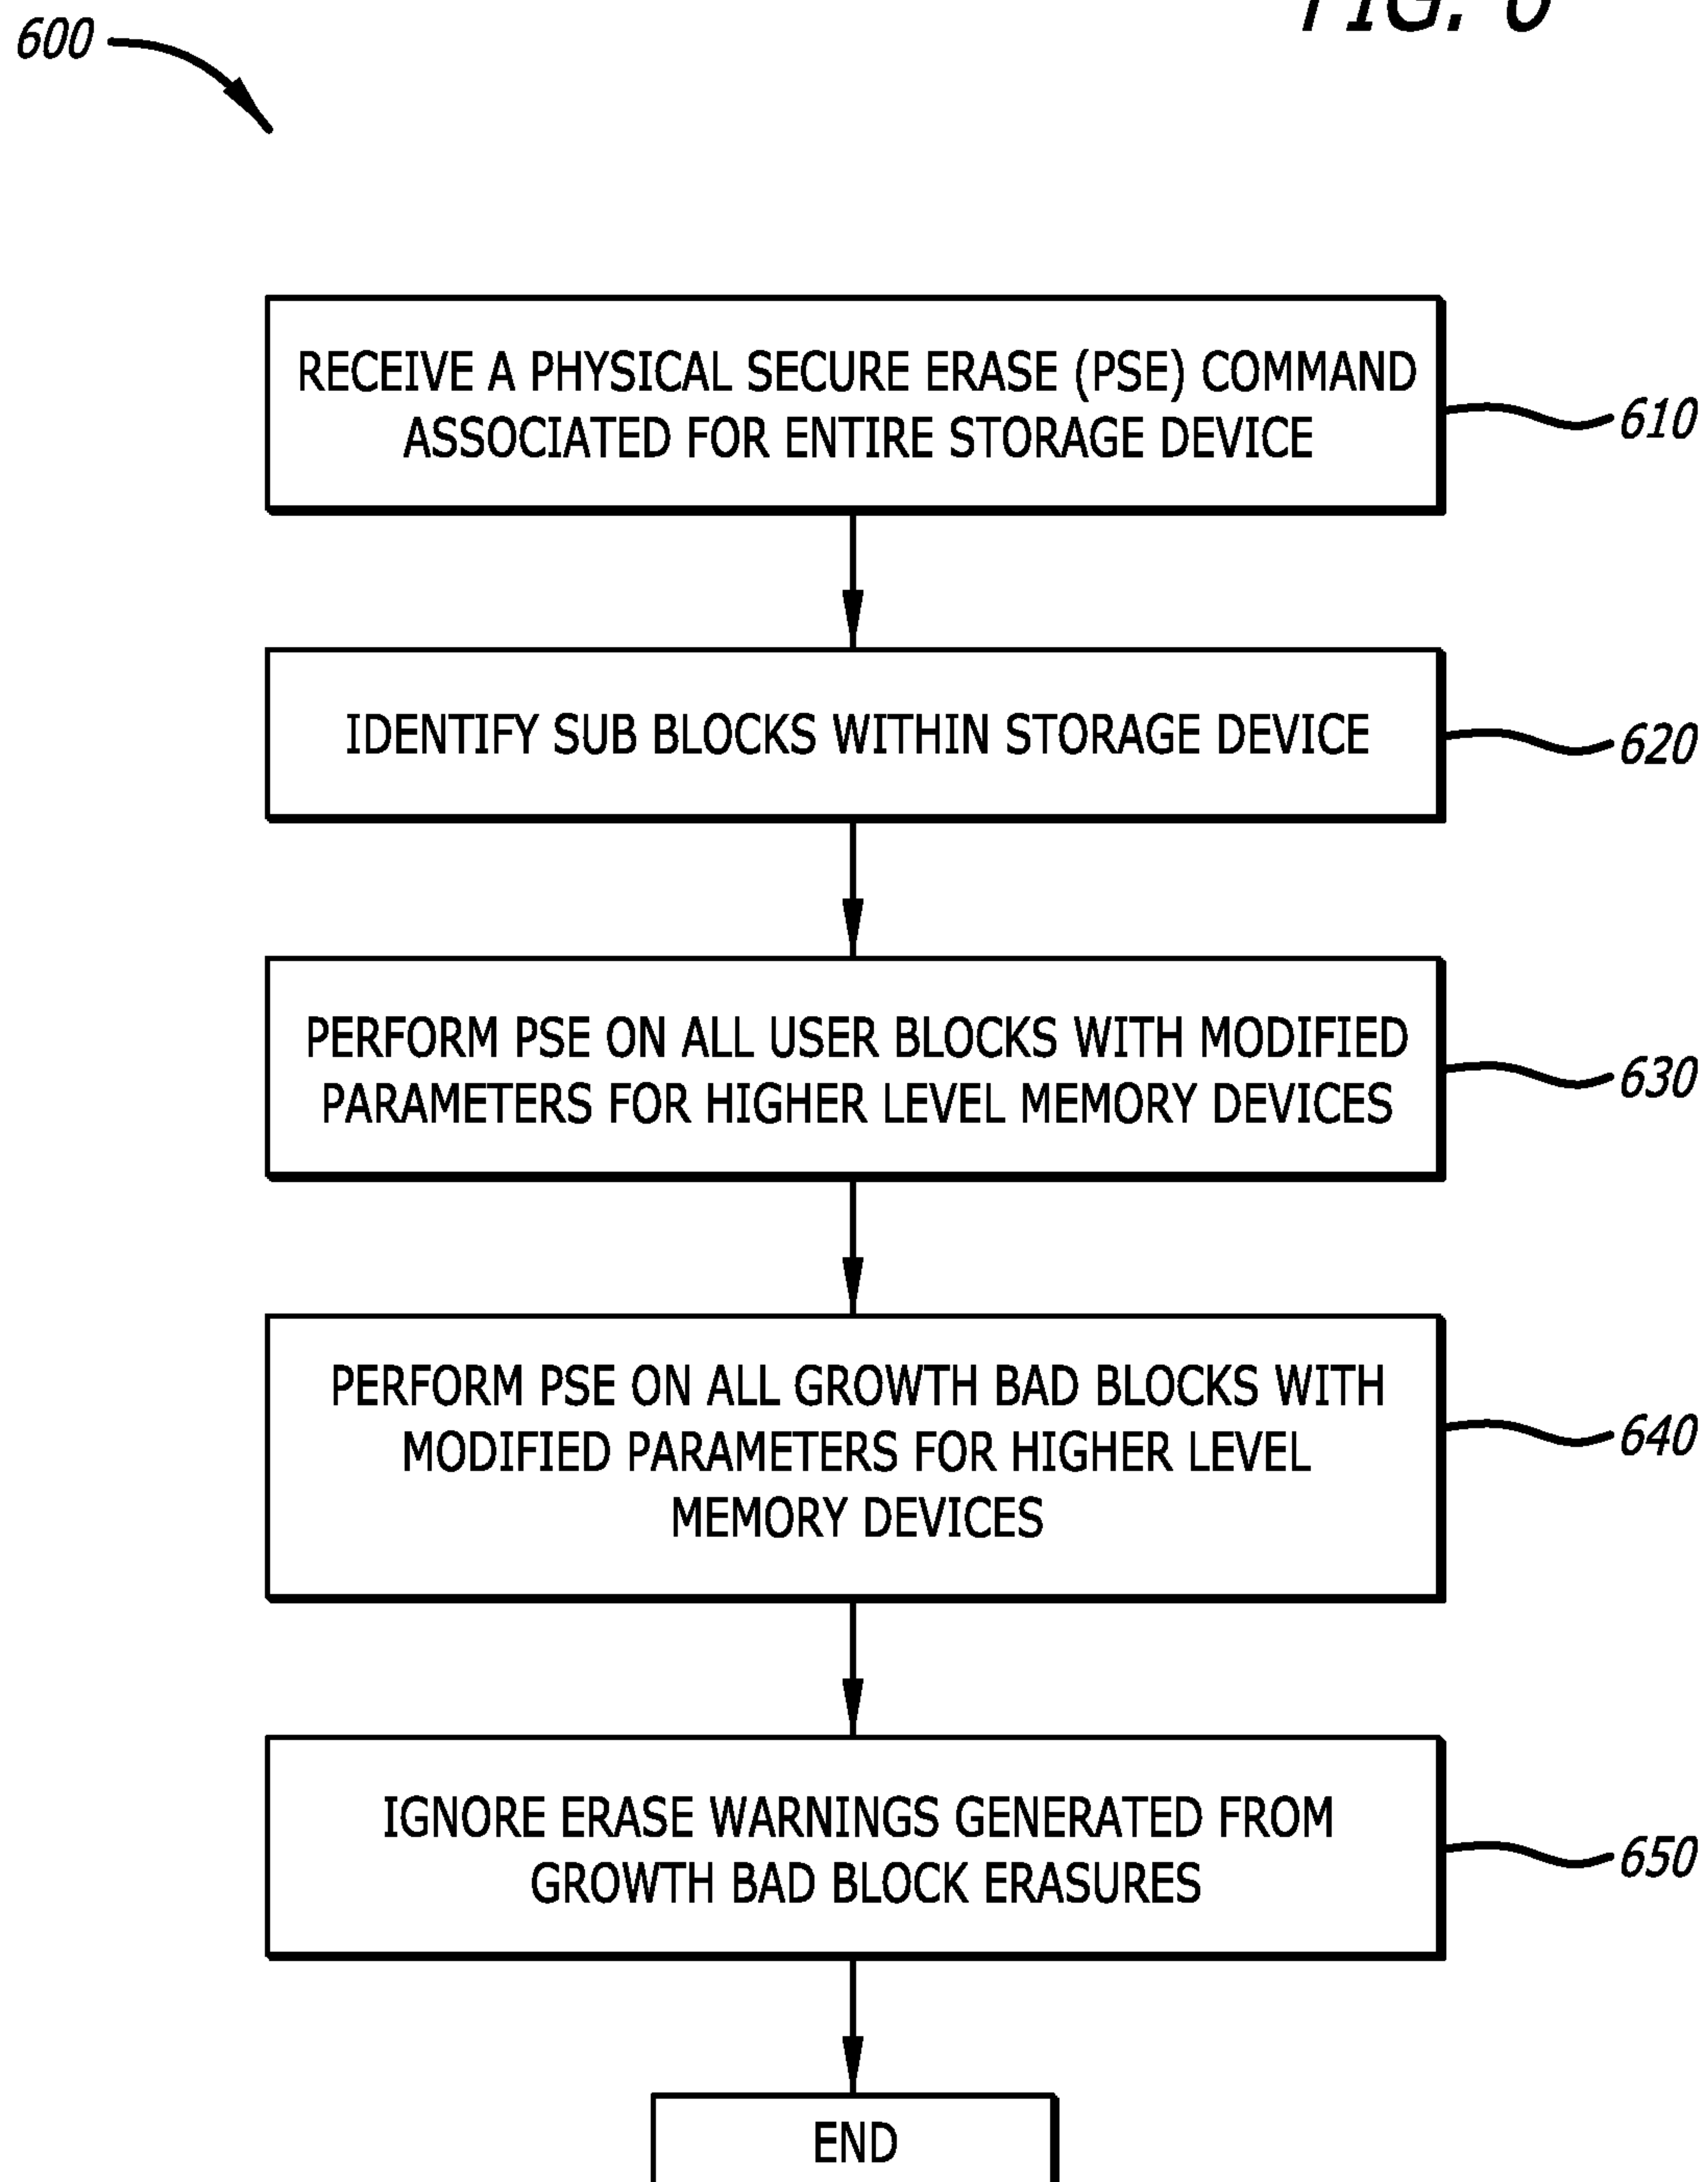 FIG. 6
600
RECEIVE A PHYSICAL SECURE ERASE (PSE) COMMAND
ASSOCIATED FOR ENTIRE STORAGE DEVICE
610
IDENTIFY SUB BLOCKS WITHIN STORAGE DEVICE
620
PERFORM PSE ON ALL USER BLOCKS WITH MODIFIED
PARAMETERS FOR HIGHER LEVEL MEMORY DEVICES
630
PERFORM PSE ON ALL GROWTH BAD BLOCKS WITH
MODIFIED PARAMETERS FOR HIGHER LEVEL
MEMORY DEVICES
640
IGNORE ERASE WARNINGS GENERATED FROM
GROWTH BAD BLOCK ERASURES
650
END